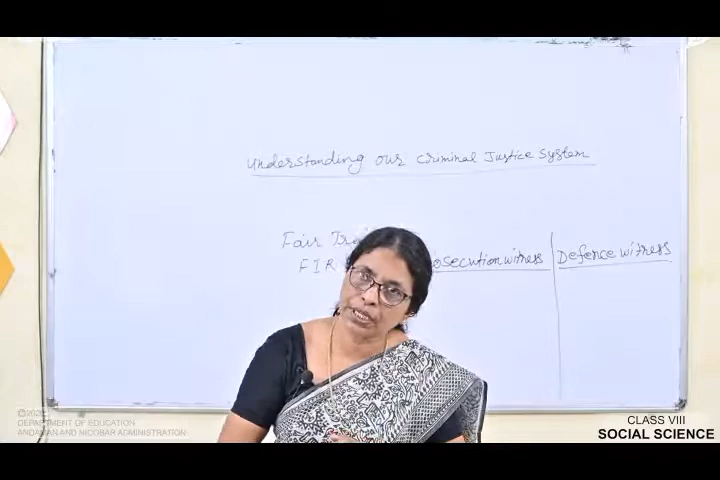 Understanding our Criminal Justice System
Fair
FIR Prosecution witness Defence witness
DEPARTMENT OF EDUCATION
ANDAMAN AND NICOBAR ADMINISTRATION
CLASS VIII
SOCIAL SCIENCE